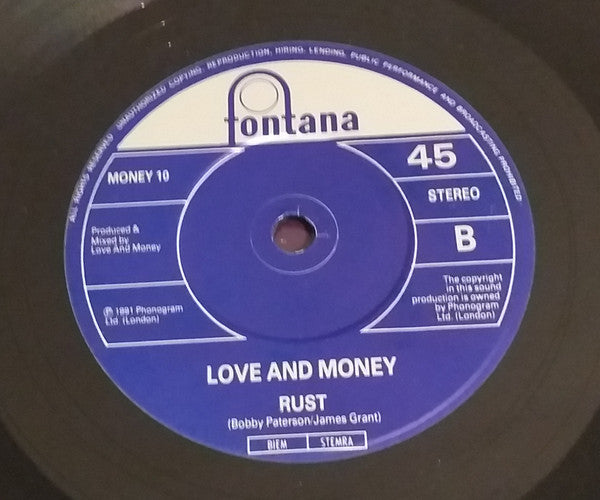 ALL RIGHTS RESERVED. UNAUTHORIZED COPYING, REPRODUCTION, HIRING, LENDING, PUBLIC PERFORMANCE AND BROADCASTING PROHIBITED
fontana
MONEY 10
45
STEREO
B
Produced &
Mixed by
Love And Money
The copyright
in this sound
production is owned
by Phonogram
Ltd. (London)
℗ 1991 Phonogram
Ltd. (London)
LOVE AND MONEY
RUST
(Bobby Paterson/James Grant)
BIEM STEMRA